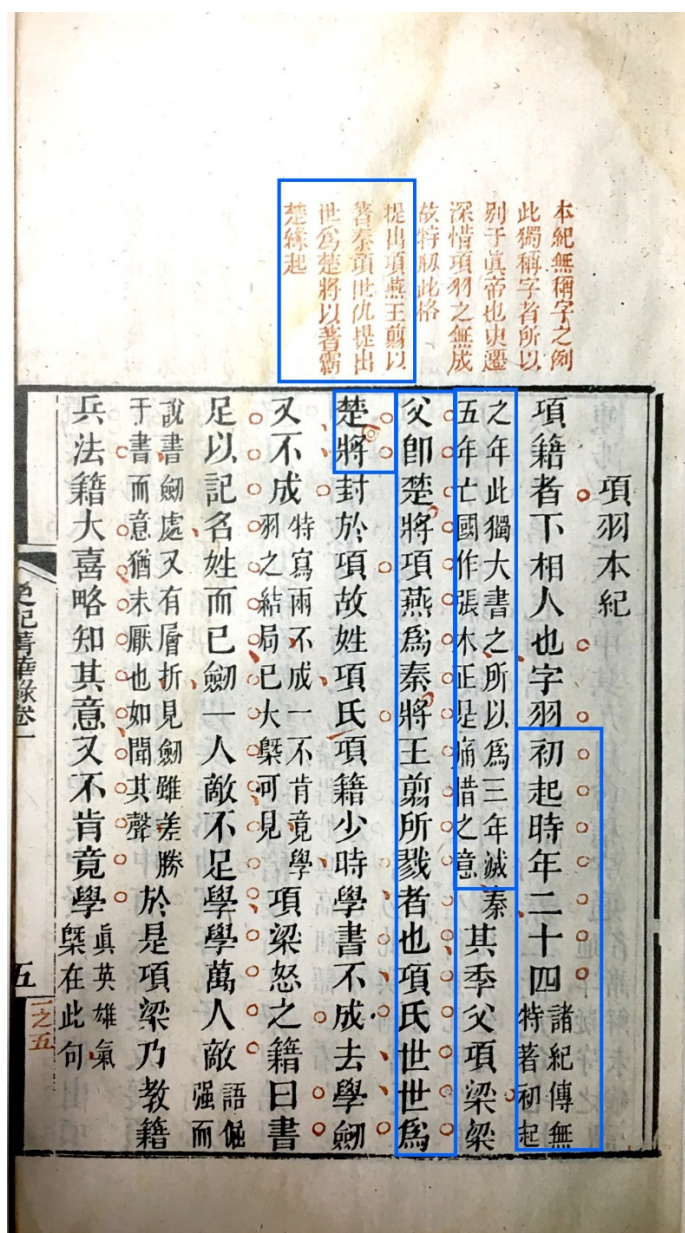 本紀無稱字之例
此獨稱字者所以
別于眞帝也史遷
深惜項羽之無成
故特刱此格
提出項燕王翦以
著秦項世仇提出
世爲楚將以著霸
楚緣起
項羽本紀
項籍者下相人也字羽初起時年二十四諸紀傳無特著初起
之年此獨大書之所以爲三年滅秦五年亡國作張本正是痛惜之意其季父項梁梁
父卽楚將項燕爲秦將王翦所戮者也項氏世世爲
楚將封於項故姓項氏項籍少時學書不成去學劒
又不成特寫兩不成一不肯竟學羽之結局已大槩可見項梁怒之籍曰書
足以記名姓而已劒一人敵不足學學萬人敵語倔强而
說書劒處又有層折見劒雖差勝于書而意猶未厭也如聞其聲於是項梁乃教籍
兵法籍大喜略知其意又不肯竟學眞英雄氣槩在此句
史記菁華錄卷一
五
一之五